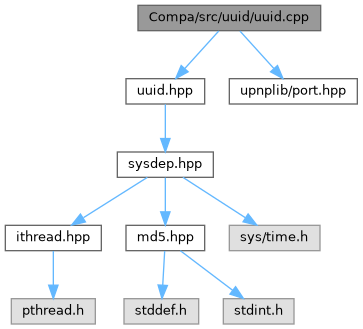 Compa/src/uuid/uuid.cpp
uuid.hpp
upnplib/port.hpp
sysdep.hpp
ithread.hpp
md5.hpp
sys/time.h
pthread.h
stddef.h
stdint.h